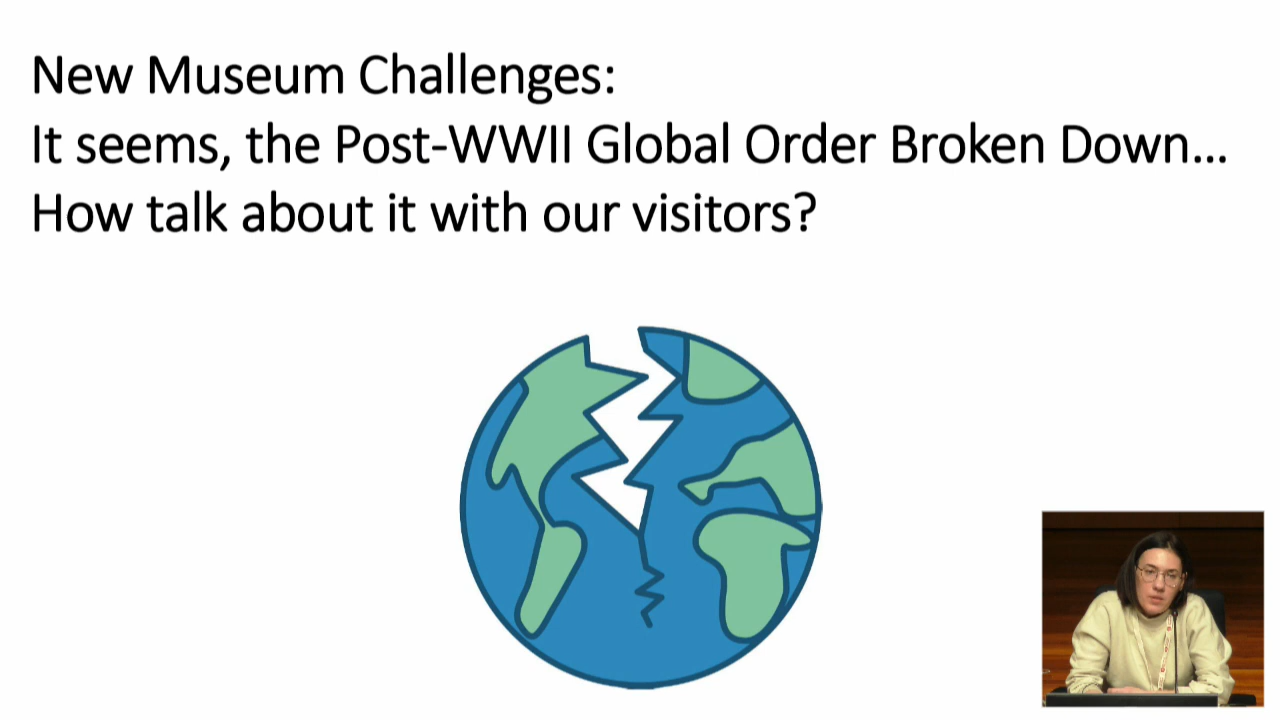 New Museum Challenges:
It seems, the Post-WWII Global Order Broken Down...
How talk about it with our visitors?